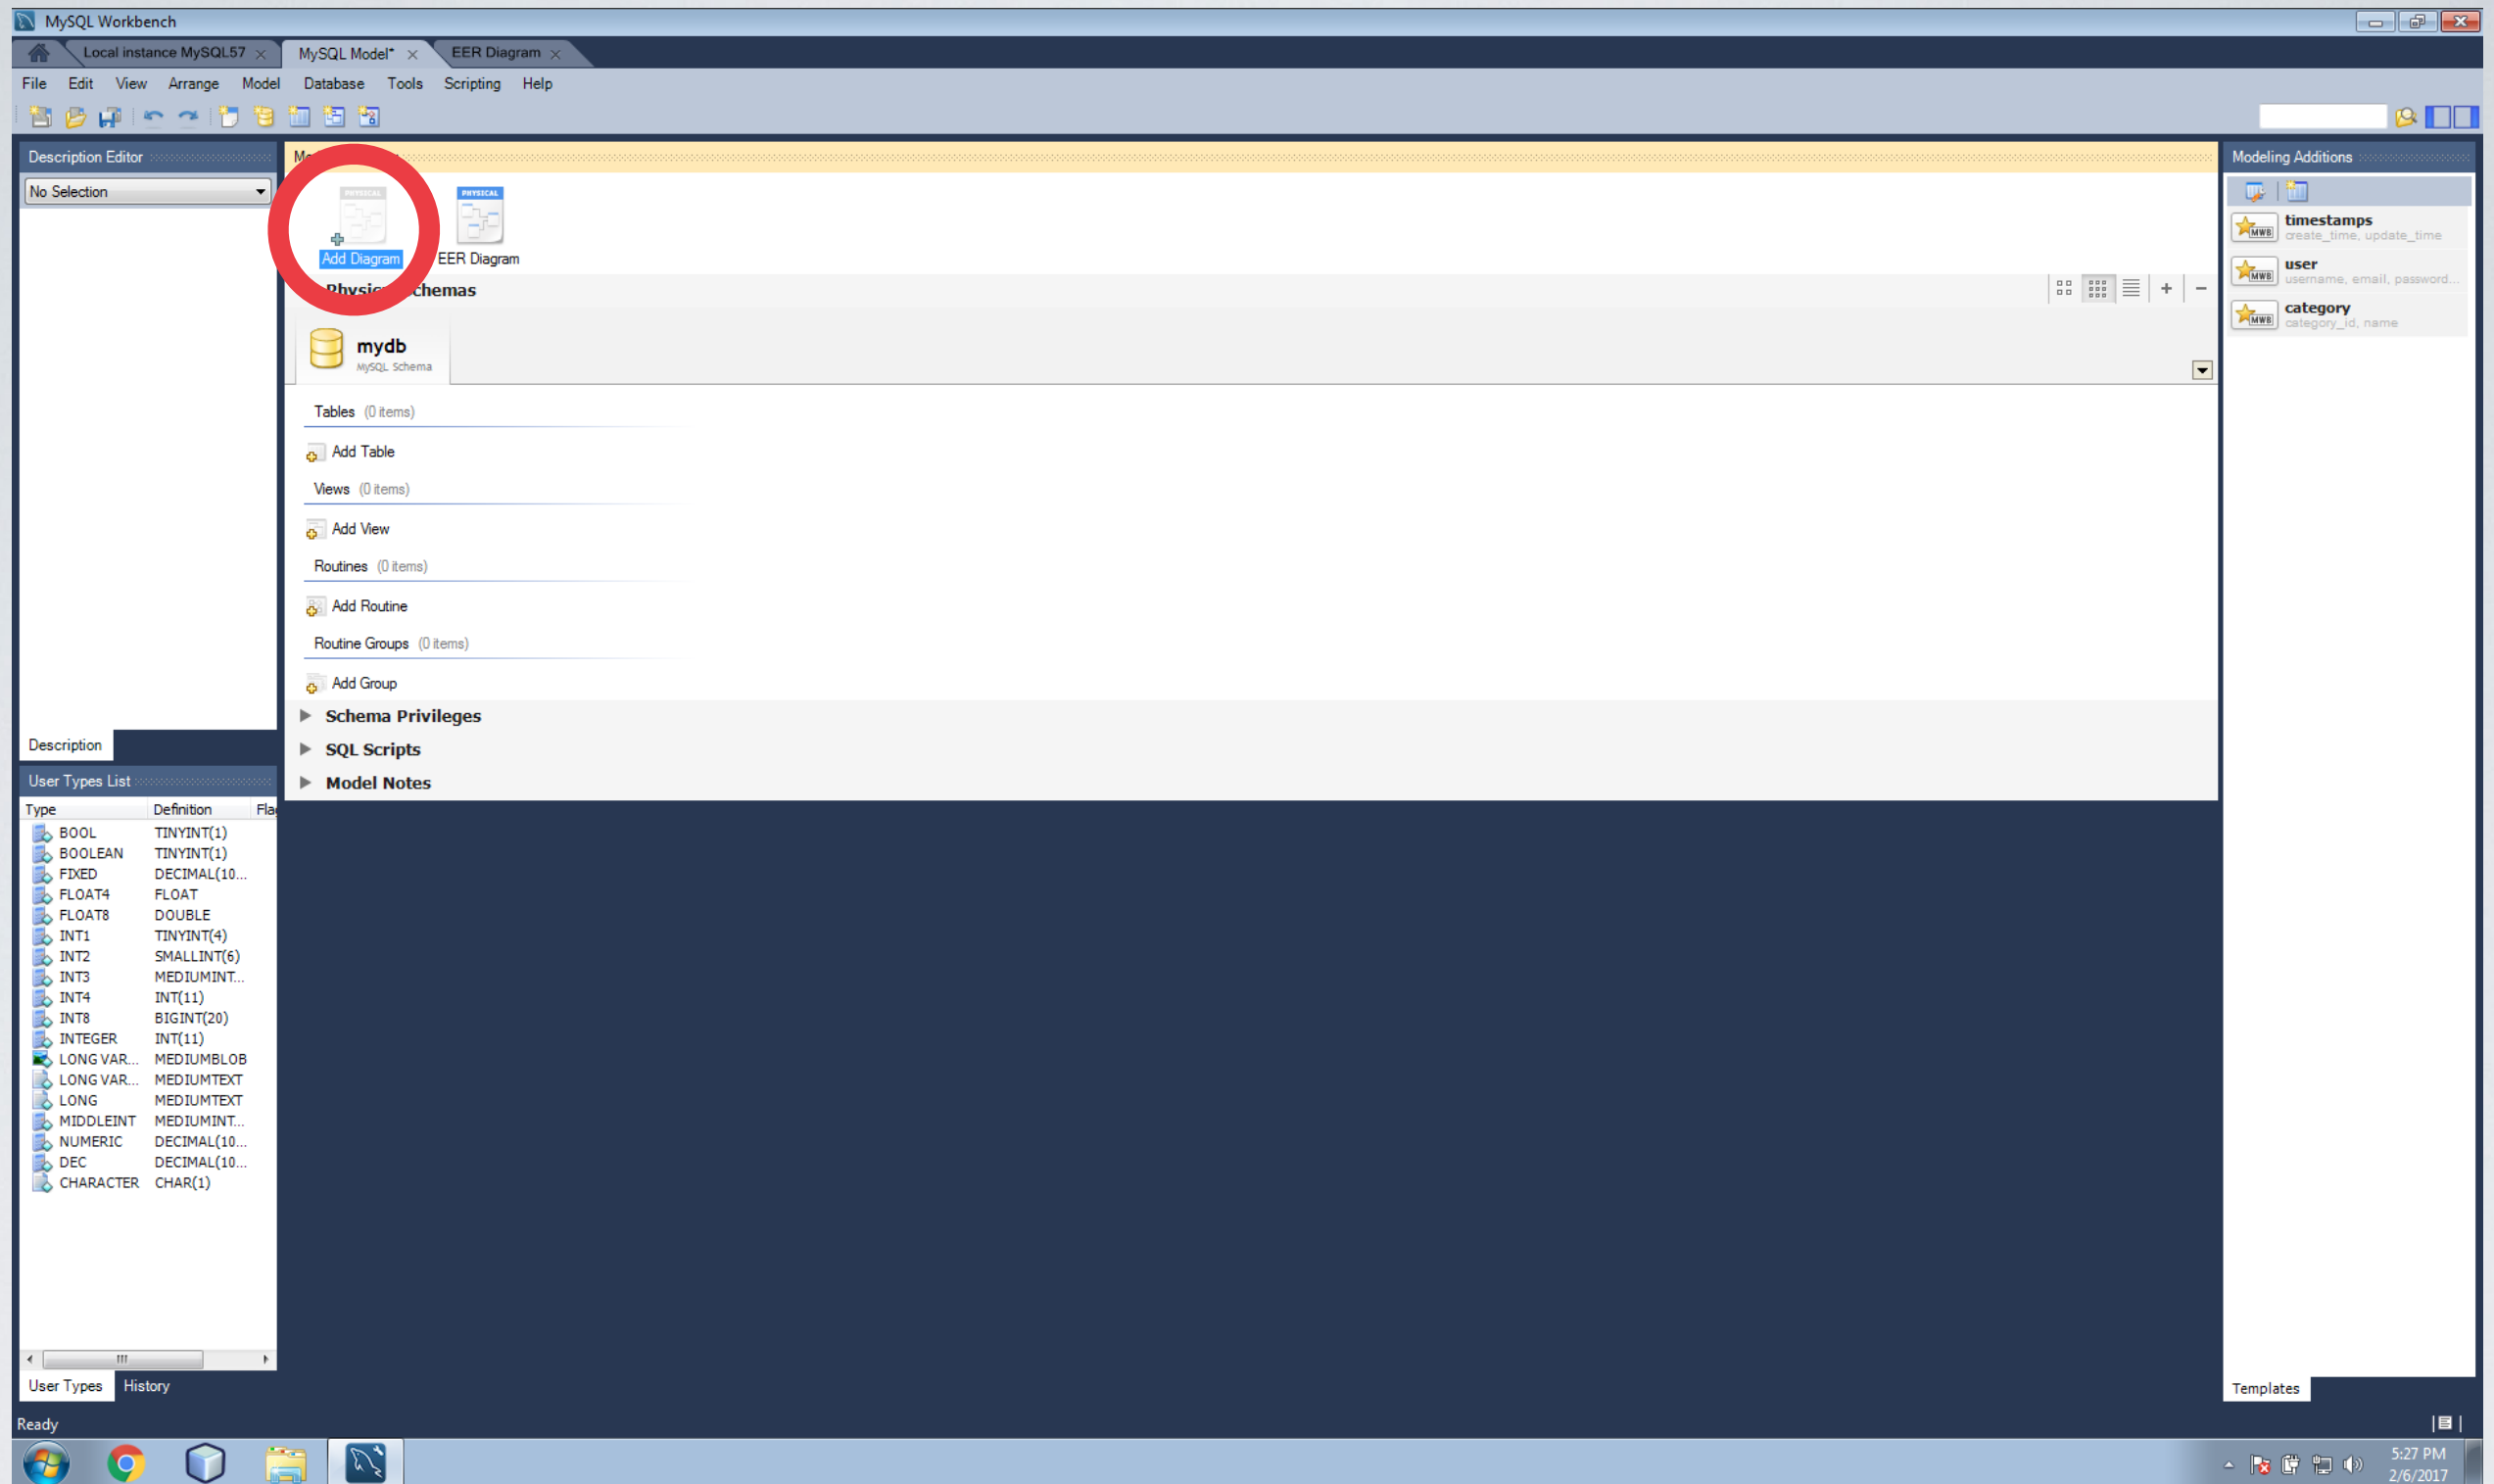 MySQL Workbench
Local instance MySQL57
MySQL Model*
EER Diagram
File Edit View Arrange Model Database Tools Scripting Help
Description Editor
No Selection
PHYSICAL
Add Diagram
PHYSICAL
EER Diagram
mydb
MySQL Schema
Tables (0 items)
Add Table
Views (0 items)
Add View
Routines (0 items)
Add Routine
Routine Groups (0 items)
Add Group
Schema Privileges
SQL Scripts
Model Notes
Description
User Types List
Type Definition
BOOL TINYINT(1)
BOOLEAN TINYINT(1)
FIXED DECIMAL(10...
FLOAT4 FLOAT
FLOAT8 DOUBLE
INT1 TINYINT(4)
INT2 SMALLINT(6)
INT3 MEDIUMINT...
INT4 INT(11)
INT8 BIGINT(20)
INTEGER INT(11)
LONG VAR... MEDIUMBLOB
LONG VAR... MEDIUMTEXT
LONG MEDIUMTEXT
MIDDLEINT MEDIUMINT...
NUMERIC DECIMAL(10...
DEC DECIMAL(10...
CHARACTER CHAR(1)
User Types History
Modeling Additions
MWB
timestamps
create_time, update_time
MWB
user
username, email, password...
MWB
category
category_id, name
Templates
Ready
5:27 PM
2/6/2017